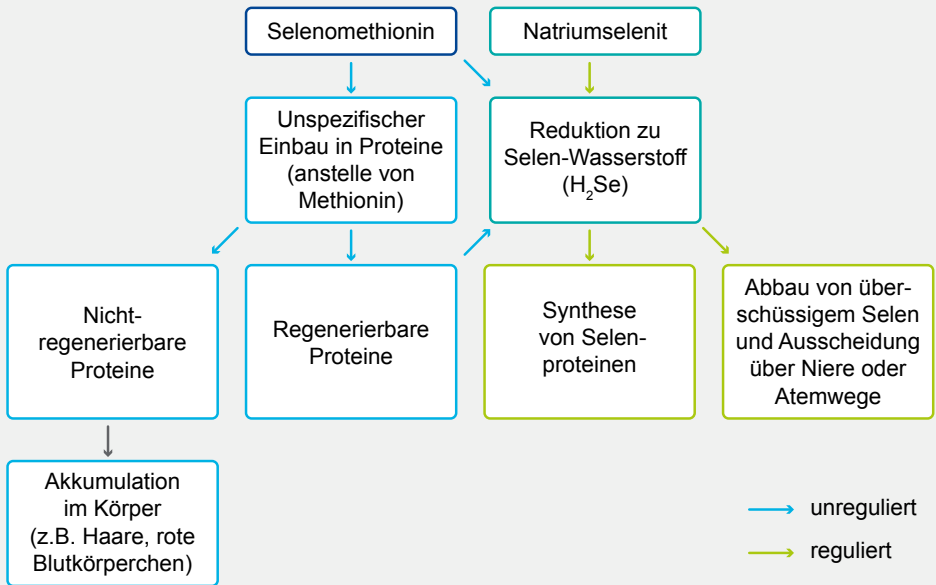 Selenomethionin
Natriumselenit
Unspezifischer
Einbau in Proteine
(anstelle von
Methionin)
Reduktion zu
Selen-Wasserstoff
(H₂Se)
Nicht-
regenerierbare
Proteine
Regenerierbare
Proteine
Synthese
von Selen-
proteinen
Abbau von über-
schüssigem Selen
und Ausscheidung
über Niere oder
Atemwege
Akkumulation
im Körper
(z.B. Haare, rote
Blutkörperchen)
unreguliert
reguliert